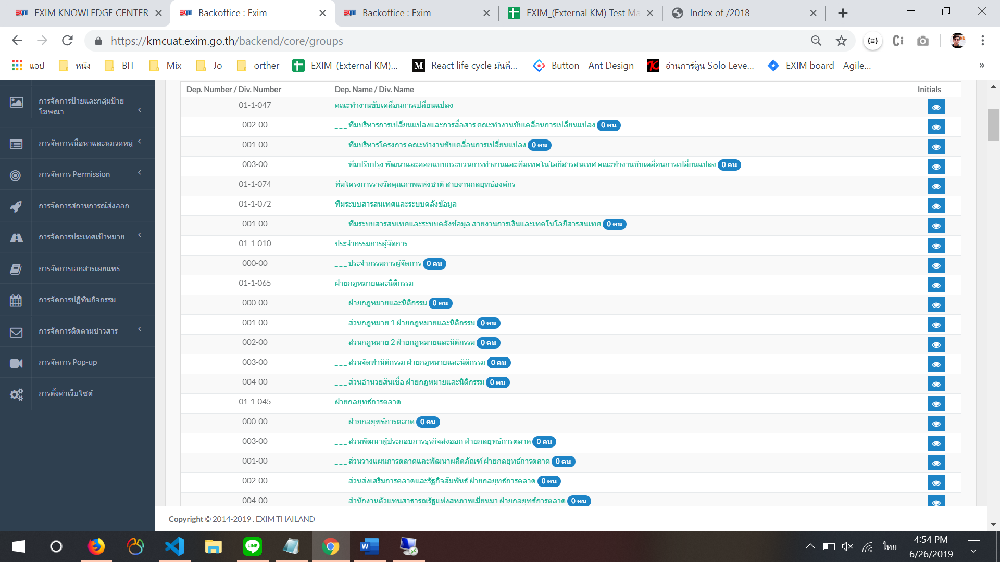 EXIM KNOWLEDGE CENTER
Backoffice : Exim
Backoffice : Exim
EXIM_(External KM) Test Ma
Index of /2018
https://kmcuat.exim.go.th/backend/core/groups
แอป
หนัง
BIT
Mix
Jo
orther
EXIM_(External KM)...
React life cycle มันคื...
Button - Ant Design
อ่านการ์ตูน Solo Leve...
EXIM board - Agile...
การจัดการป้ายและกลุ่มป้าย
โฆษณา
การจัดการเนื้อหาและหมวดหมู่
การจัดการ Permission
การจัดการสถานการณ์ส่งออก
การจัดการประเทศเป้าหมาย
การจัดการเอกสารเผยแพร่
การจัดการปฏิทินกิจกรรม
การจัดการติดตามข่าวสาร
การจัดการ Pop-up
การตั้งค่าเว็บไซต์
Dep. Number / Div. Number Dep. Name / Div. Name Initials
01-1-047 คณะทำงานขับเคลื่อนการเปลี่ยนแปลง
002-00 _ _ _ ทีมบริหารการเปลี่ยนแปลงและการสื่อสาร คณะทำงานขับเคลื่อนการเปลี่ยนแปลง 0 คน
001-00 _ _ _ ทีมบริหารโครงการ คณะทำงานขับเคลื่อนการเปลี่ยนแปลง 0 คน
003-00 _ _ _ ทีมปรับปรุง พัฒนาและออกแบบกระบวนการทำงานและทีมเทคโนโลยีสารสนเทศ คณะทำงานขับเคลื่อนการเปลี่ยนแปลง 0 คน
01-1-074 ทีมโครงการรางวัลคุณภาพแห่งชาติ สายงานกลยุทธ์องค์กร
01-1-072 ทีมระบบสารสนเทศและระบบคลังข้อมูล
001-00 _ _ _ ทีมระบบสารสนเทศและระบบคลังข้อมูล สายงานการเงินและเทคโนโลยีสารสนเทศ 0 คน
01-1-010 ประจำกรรมการผู้จัดการ
000-00 _ _ _ ประจำกรรมการผู้จัดการ 0 คน
01-1-065 ฝ่ายกฎหมายและนิติกรรม
000-00 _ _ _ ฝ่ายกฎหมายและนิติกรรม 0 คน
001-00 _ _ _ ส่วนกฎหมาย 1 ฝ่ายกฎหมายและนิติกรรม 0 คน
002-00 _ _ _ ส่วนกฎหมาย 2 ฝ่ายกฎหมายและนิติกรรม 0 คน
003-00 _ _ _ ส่วนจัดทำนิติกรรม ฝ่ายกฎหมายและนิติกรรม 0 คน
004-00 _ _ _ ส่วนอำนวยสินเชื่อ ฝ่ายกฎหมายและนิติกรรม 0 คน
01-1-045 ฝ่ายกลยุทธ์การตลาด
000-00 _ _ _ ฝ่ายกลยุทธ์การตลาด 0 คน
003-00 _ _ _ ส่วนพัฒนาผู้ประกอบการธุรกิจส่งออก ฝ่ายกลยุทธ์การตลาด 0 คน
001-00 _ _ _ ส่วนวางแผนการตลาดและพัฒนาผลิตภัณฑ์ ฝ่ายกลยุทธ์การตลาด 0 คน
002-00 _ _ _ ส่วนส่งเสริมการตลาดและรัฐกิจสัมพันธ์ ฝ่ายกลยุทธ์การตลาด 0 คน
004-00 _ _ _ สำนักงานตัวแทนสาธารณรัฐแห่งสหภาพเมียนมา ฝ่ายกลยุทธ์การตลาด 0 คน
Copyright © 2014-2019 . EXIM THAILAND
LINE
ไทย
4:54 PM
6/26/2019